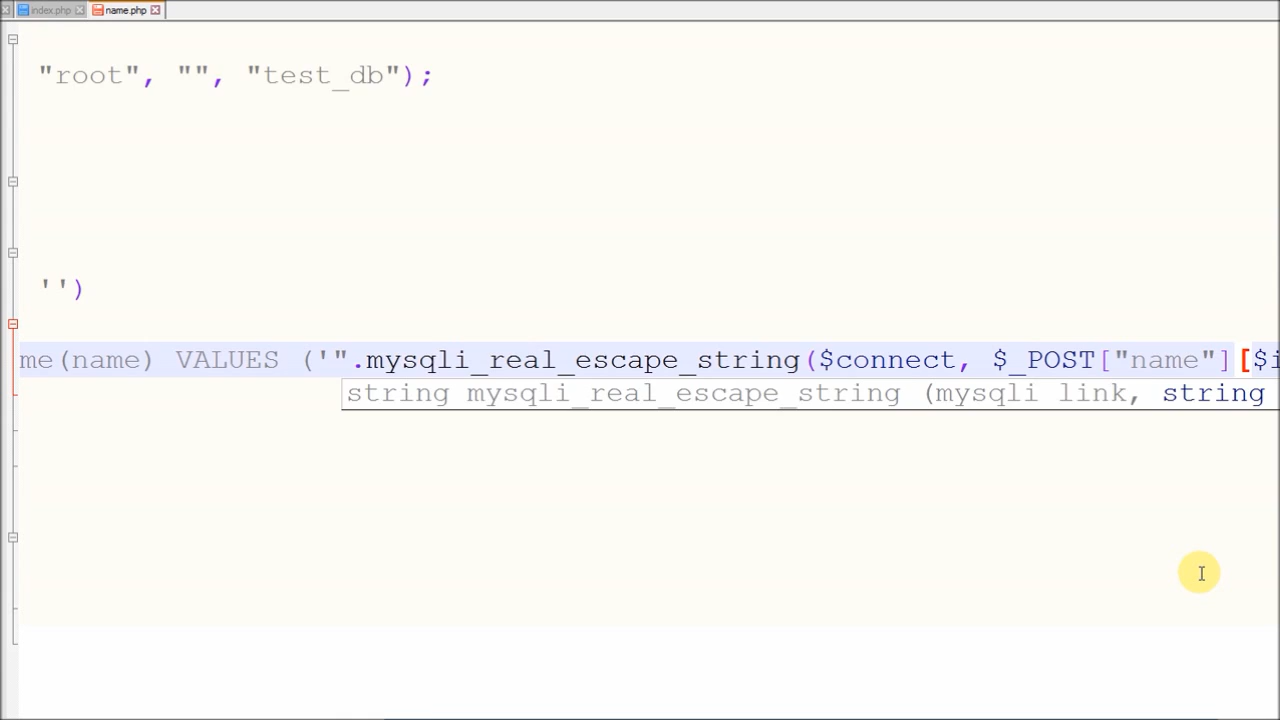 index.php name.php
"root", "", "test_db");
'')
me(name) VALUES ('".mysqli_real_escape_string($connect, $_POST["name"][$i
string mysqli_real_escape_string (mysqli link, string